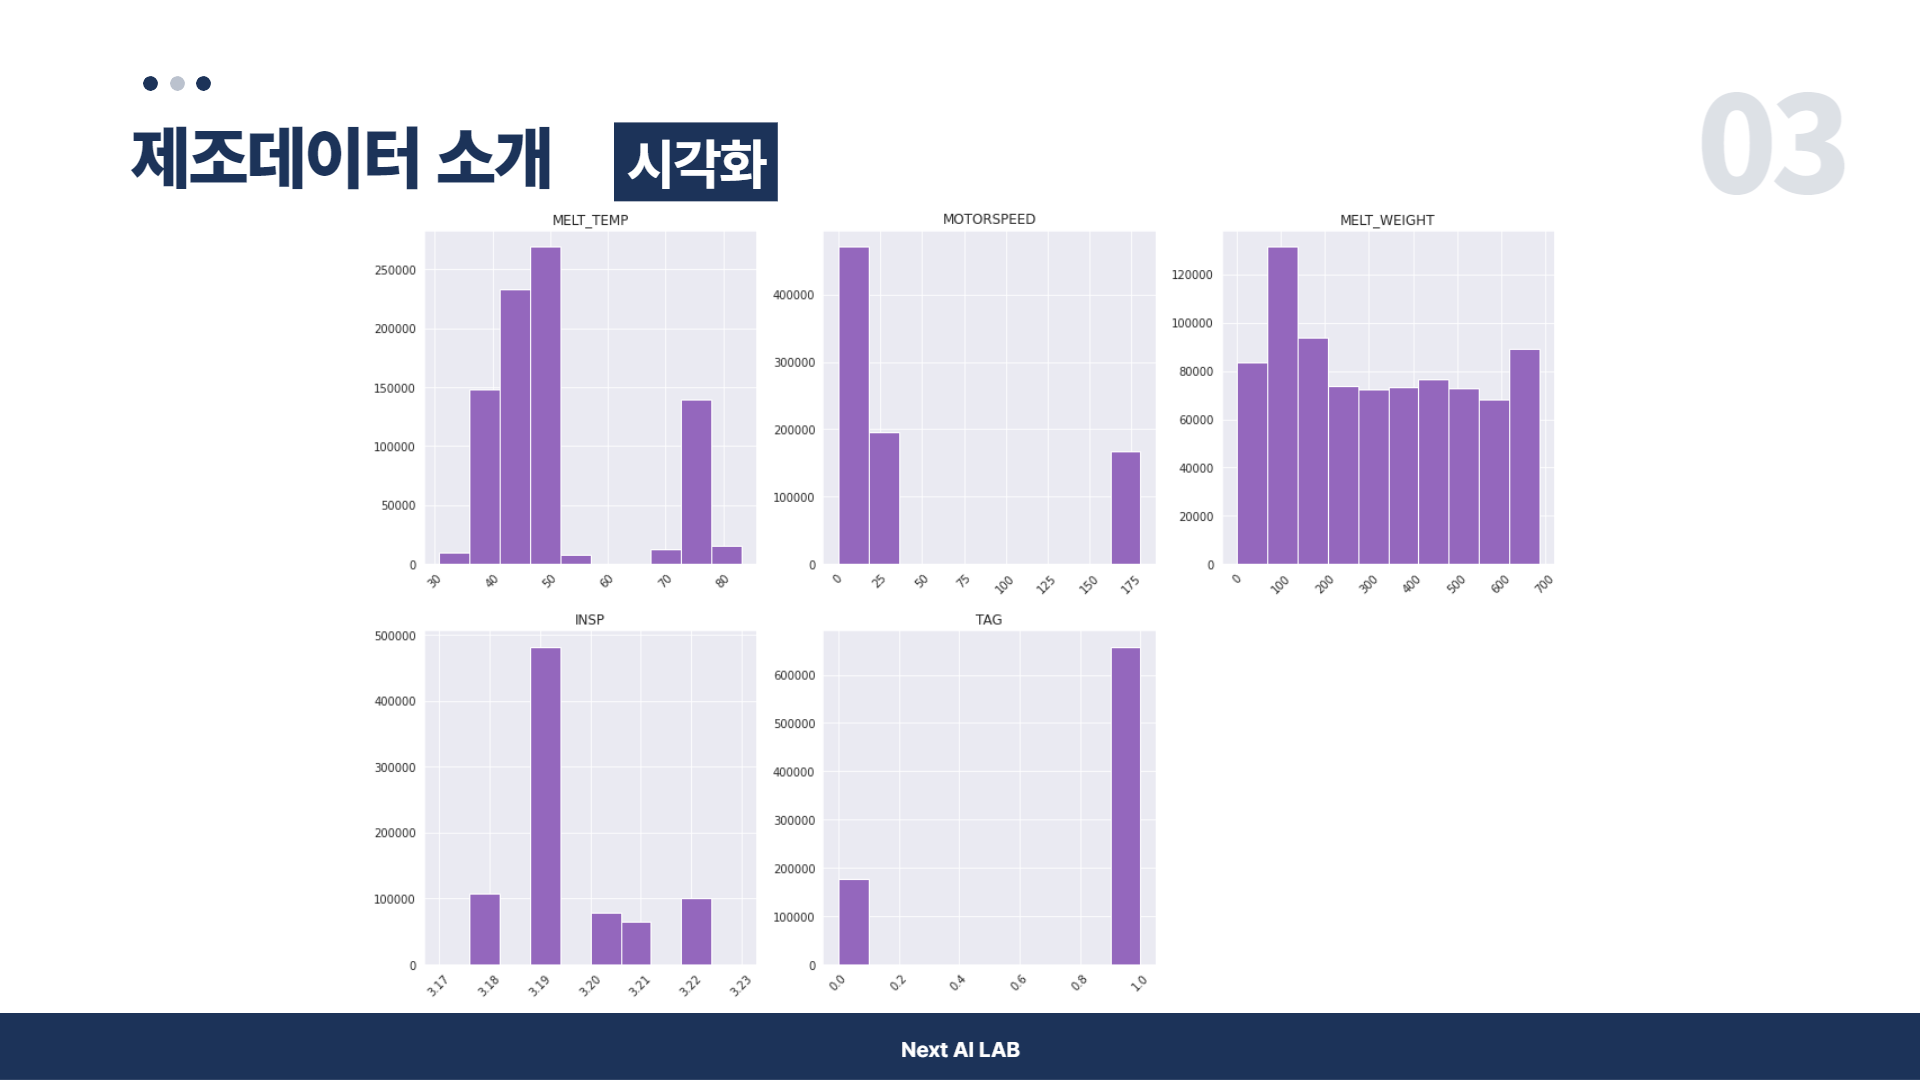 제조데이터 소개
시각화
03
MELT_TEMP
250000
200000
150000
100000
50000
0
30 40 50 60 70 80
MOTORSPEED
400000
300000
200000
100000
0
0 25 50 75 100 125 150 175
MELT_WEIGHT
120000
100000
80000
60000
40000
20000
0
0 100 200 300 400 500 600 700
INSP
500000
400000
300000
200000
100000
0
3.17 3.18 3.19 3.20 3.21 3.22 3.23
TAG
600000
500000
400000
300000
200000
100000
0
0.0 0.2 0.4 0.6 0.8 1.0
Next AI LAB